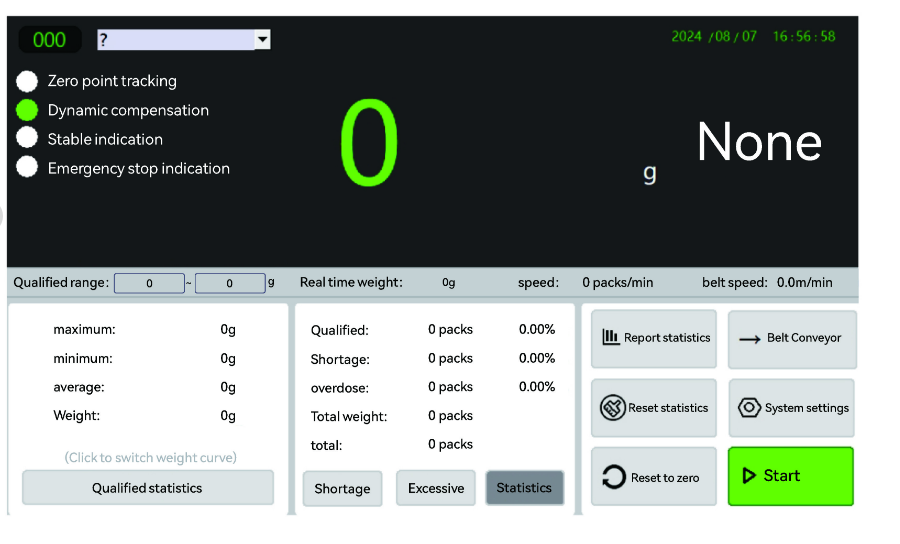 000 ?
2024 /08/07 16:56:58
Zero point tracking
Dynamic compensation
Stable indication
Emergency stop indication
0
g
None
Qualified range: 0 ~ 0 g Real time weight: 0g speed: 0 packs/min belt speed: 0.0m/min
maximum: 0g
minimum: 0g
average: 0g
Weight: 0g
(Click to switch weight curve)
Qualified statistics
Qualified: 0 packs 0.00%
Shortage: 0 packs 0.00%
overdose: 0 packs 0.00%
Total weight: 0 packs
total: 0 packs
Shortage Excessive Statistics
Report statistics
Belt Conveyor
Reset statistics
System settings
Reset to zero
Start